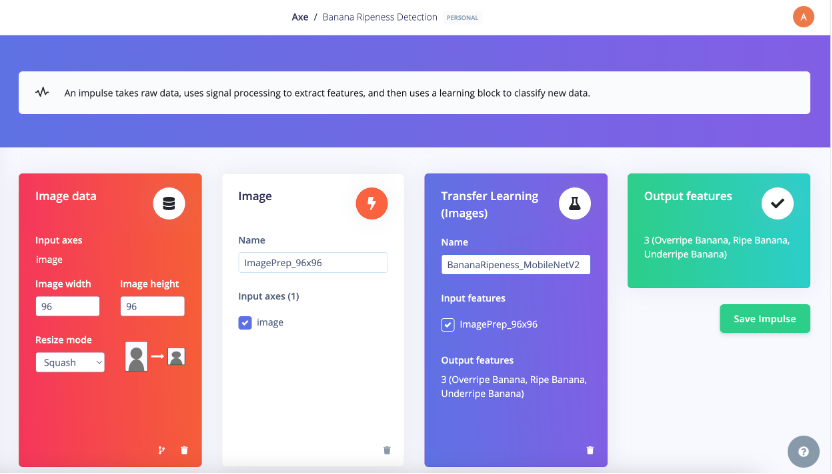 Axe / Banana Ripeness Detection PERSONAL
A
An impulse takes raw data, uses signal processing to extract features, and then uses a learning block to classify new data.
Image data
Input axes
image
Image width Image height
96 96
Resize mode
Squash
Image
Name
ImagePrep_96x96
Input axes (1)
image
Transfer Learning
(Images)
Name
BananaRipeness_MobileNetV2
Input features
ImagePrep_96x96
Output features
3 (Overripe Banana, Ripe Banana,
Underripe Banana)
Output features
3 (Overripe Banana, Ripe Banana,
Underripe Banana)
Save Impulse
?